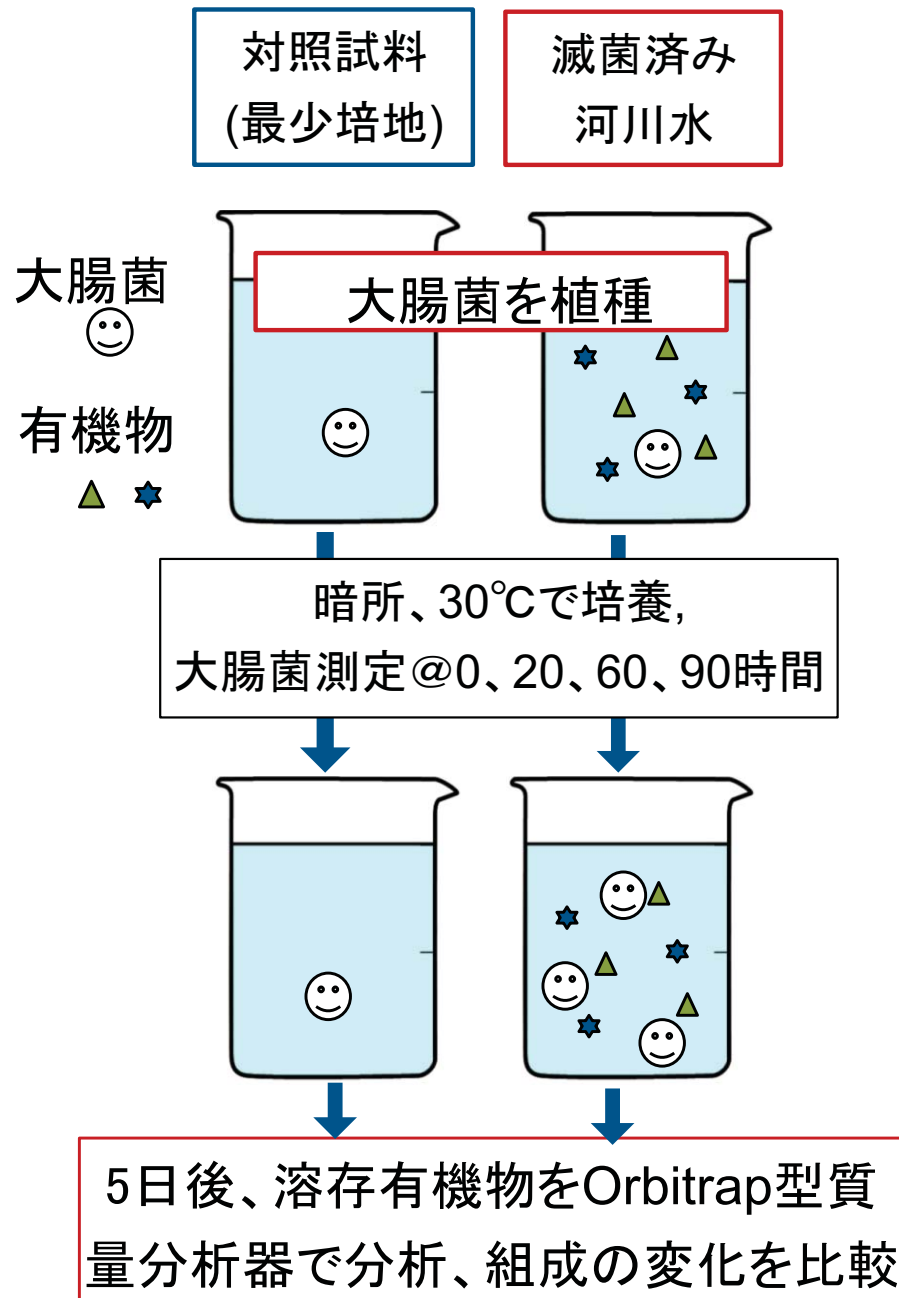 対照試料
(最少培地)
滅菌済み
河川水
大腸菌を植種
大腸菌
有機物
暗所、30℃で培養,
大腸菌測定@0、20、60、90時間
5日後、溶存有機物をOrbitrap型質
量分析器で分析、組成の変化を比較